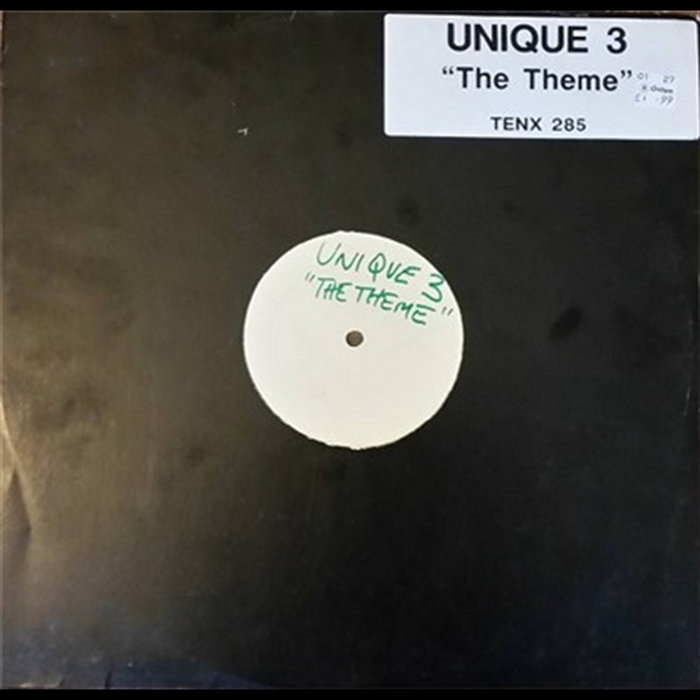 UNIQUE 3
“The Theme”
TENX 285
UNIQUE 3
"THE THEME"